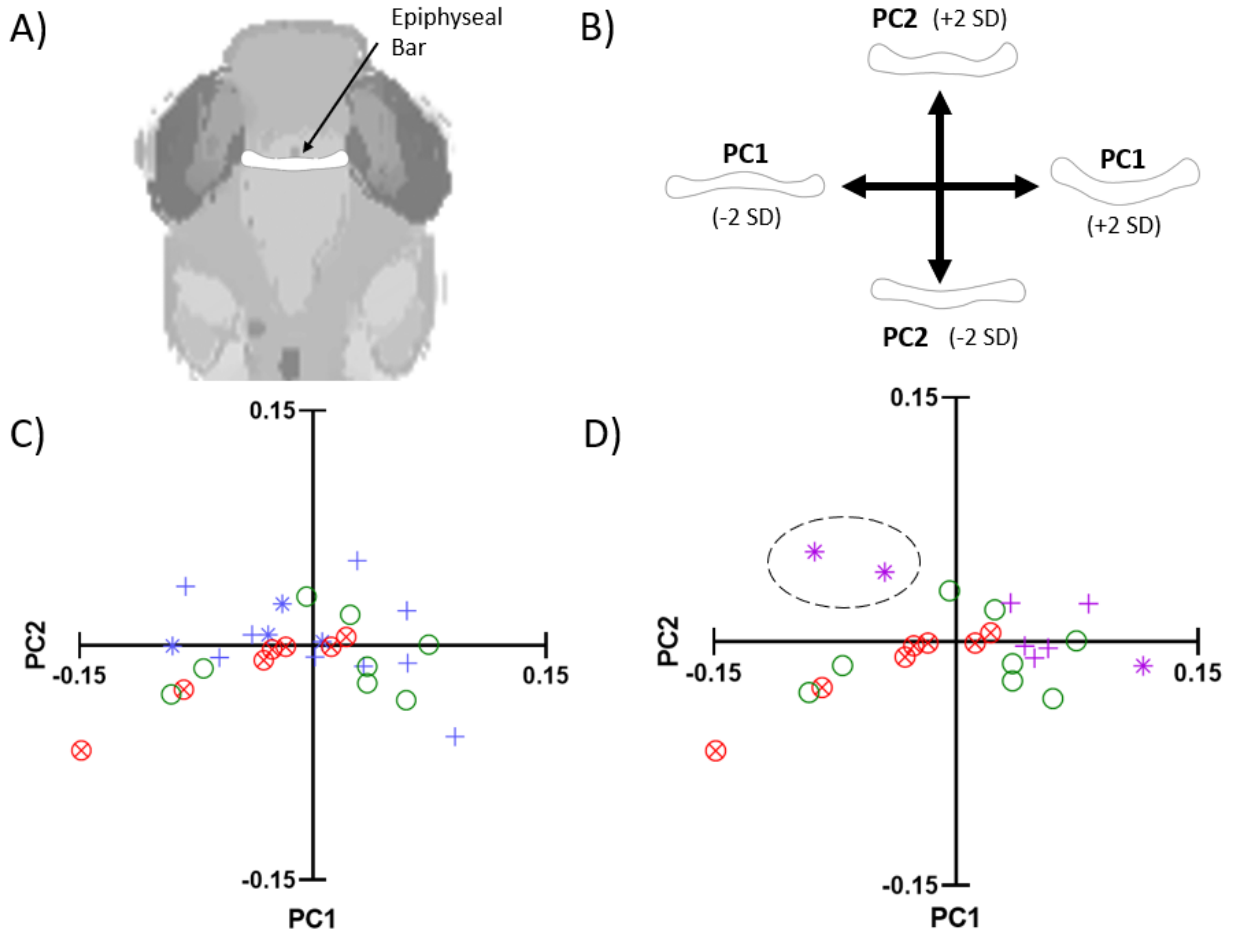 A)
Epiphyseal
Bar
B)
PC2 (+2 SD)
PC1
(-2 SD)
PC1
(+2 SD)
PC2 (-2 SD)
C)
0.15
PC2
-0.15
0.15
-0.15
PC1
D)
0.15
PC2
-0.15
0.15
-0.15
PC1